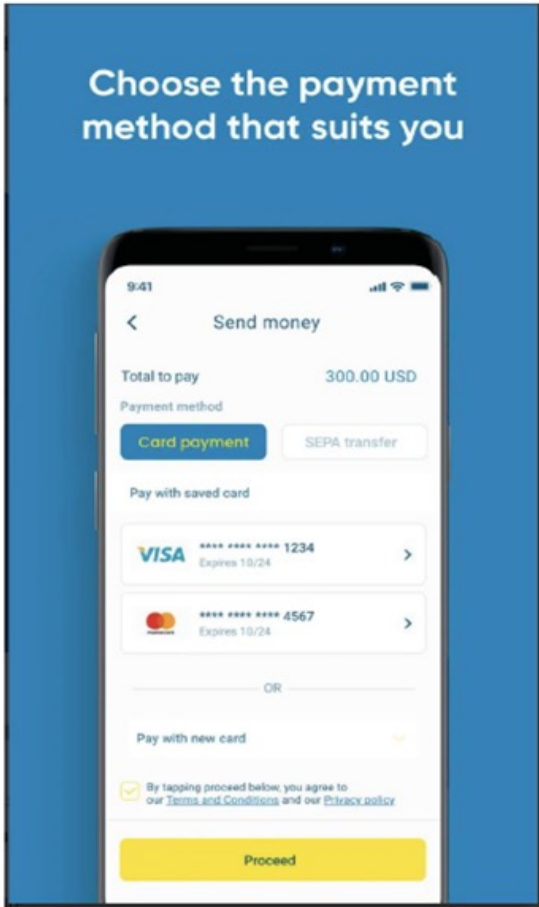 Choose the payment
method that suits you
9:41
Send money
Total to pay 300.00 USD
Payment method
Card payment SEPA transfer
Pay with saved card
VISA **** **** **** 1234
Expires 10/24
mastercard **** **** **** 4567
Expires 10/24
OR
Pay with new card
By tapping proceed below, you agree to
our Terms and Conditions and our Privacy policy
Proceed